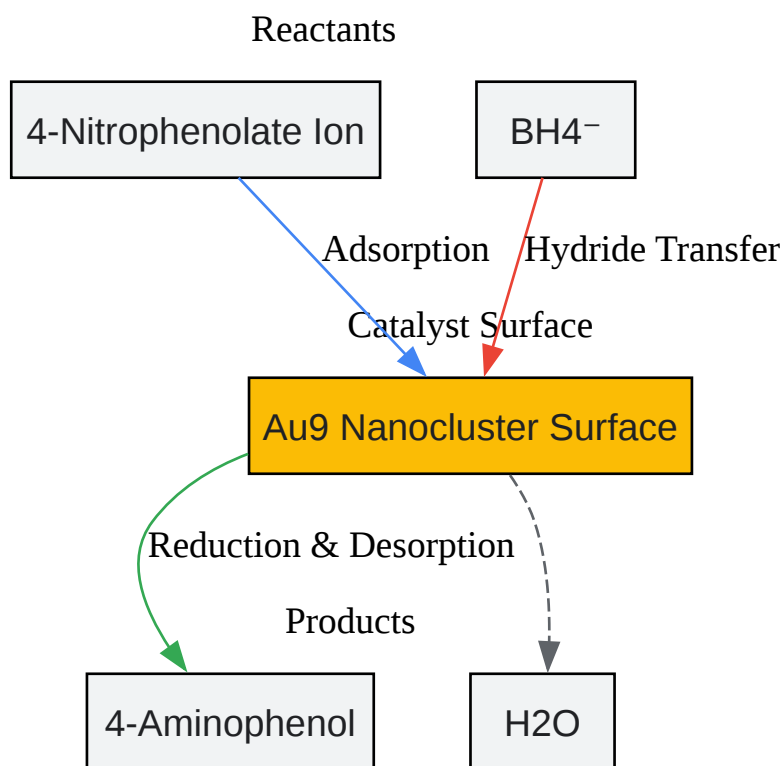 Reactants
4-Nitrophenolate Ion
BH4⁻
Adsorption
Hydride Transfer
Catalyst Surface
Au9 Nanocluster Surface
Reduction & Desorption
Products
4-Aminophenol
H2O